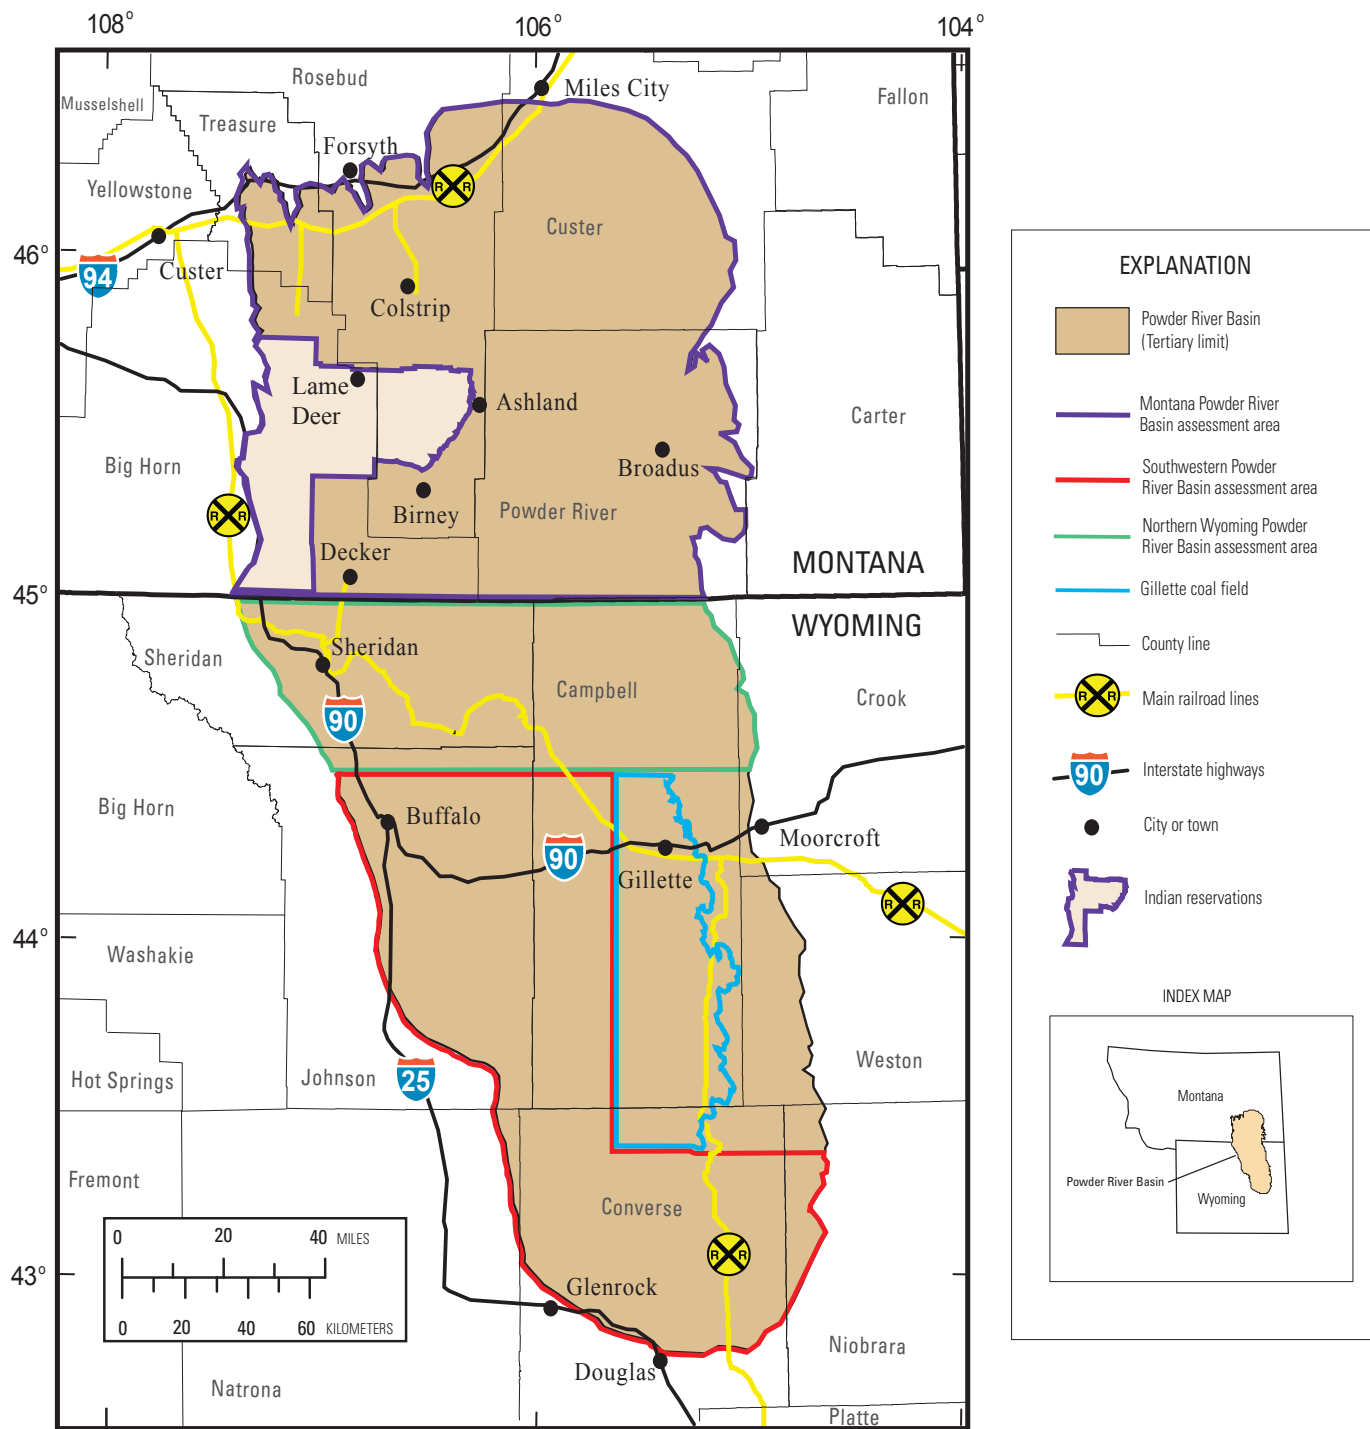 108°
106°
104°
Rosebud
Miles City
Fallon
Musselshell
Treasure
Forsyth
Yellowstone
R R
Custer
46°
94
Custer
Colstrip
Lame
Deer
Ashland
Carter
Big Horn
Broadus
R R
Birney
Powder River
Decker
MONTANA
45°
WYOMING
Sheridan
Sheridan
Campbell
Crook
90
Big Horn
Buffalo
Moorcroft
90
Gillette
R R
44°
Washakie
Hot Springs
Johnson
25
Weston
Fremont
Converse
0 20 40 MILES
0 20 40 60 KILOMETERS
R R
43°
Glenrock
Niobrara
Douglas
Natrona
Platte
EXPLANATION
Powder River Basin
(Tertiary limit)
Montana Powder River
Basin assessment area
Southwestern Powder
River Basin assessment area
Northern Wyoming Powder
River Basin assessment area
Gillette coal field
County line
R R
Main railroad lines
90
Interstate highways
City or town
Indian reservations
INDEX MAP
Montana
Powder River Basin
Wyoming